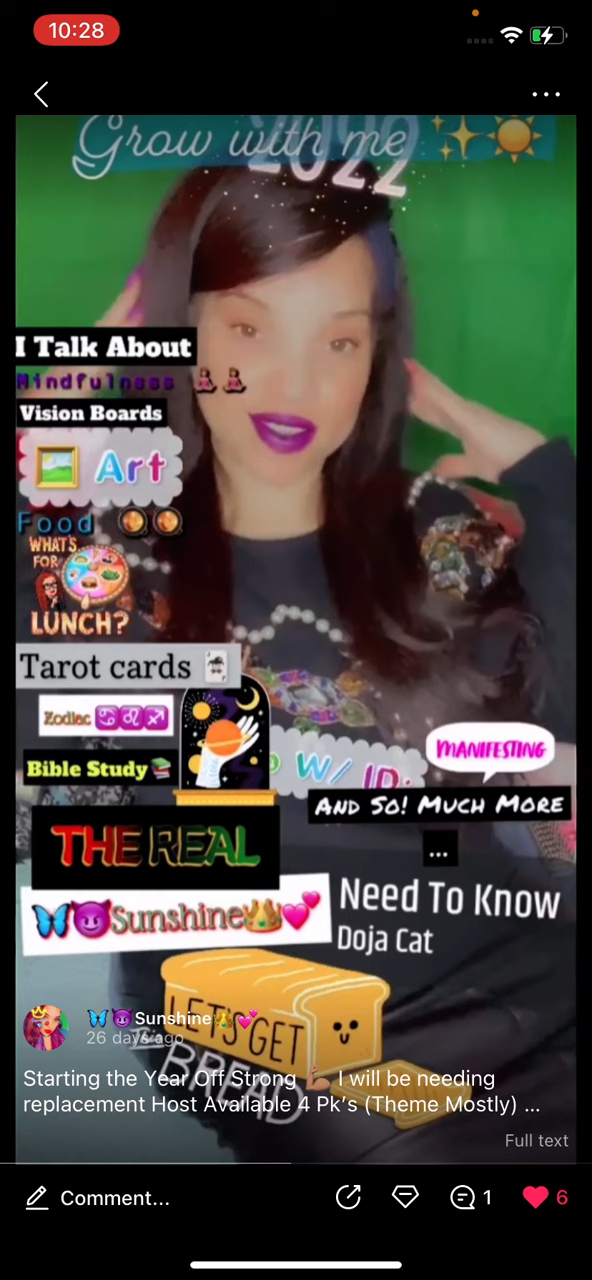 10:28
Grow with me
2022
I Talk About
Mindfulness
Vision Boards
Art
Food
WHAT'S
FOR
LUNCH?
Tarot cards
Zodiac
Bible Study
W/ ID:
MANIFESTING
AND SO! MUCH MORE
...
THE REAL
Sunshine
Need To Know
Doja Cat
LET'S GET
BREAD
Sunshine
26 days ago
Starting the Year Off Strong 💪🏼 I will be needing
replacement Host Available 4 Pk's (Theme Mostly) ...
Full text
Comment...
1
6